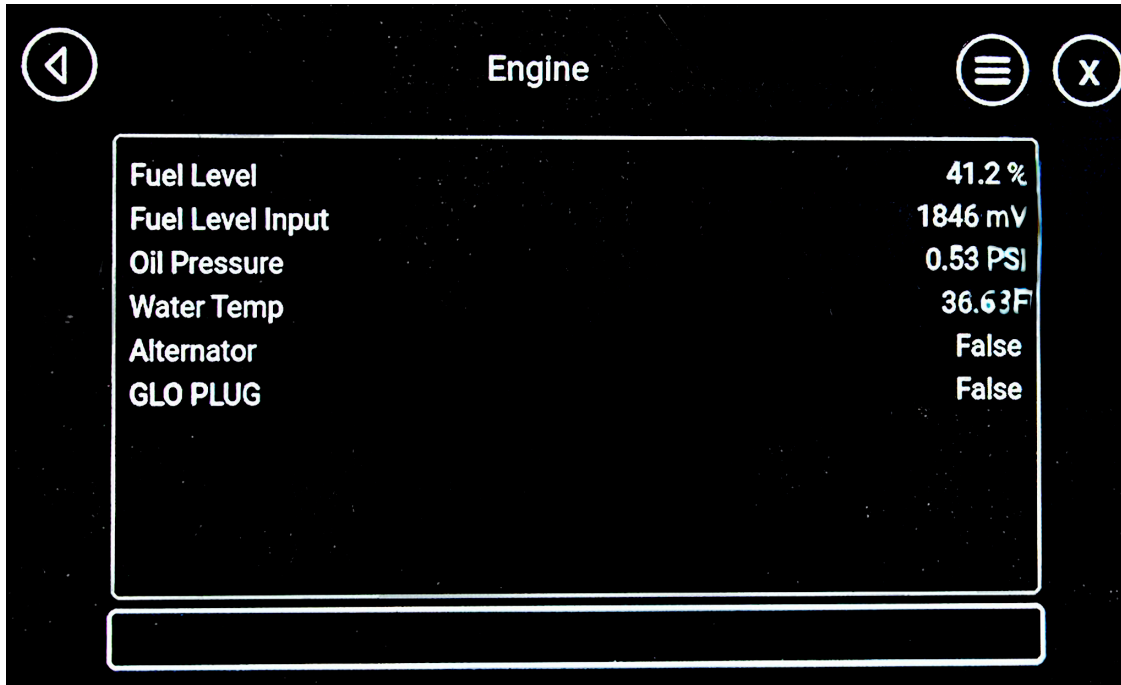 Engine
X
Fuel Level 41.2 %
Fuel Level Input 1846 mV
Oil Pressure 0.53 PSI
Water Temp 36.63F
Alternator False
GLO PLUG False